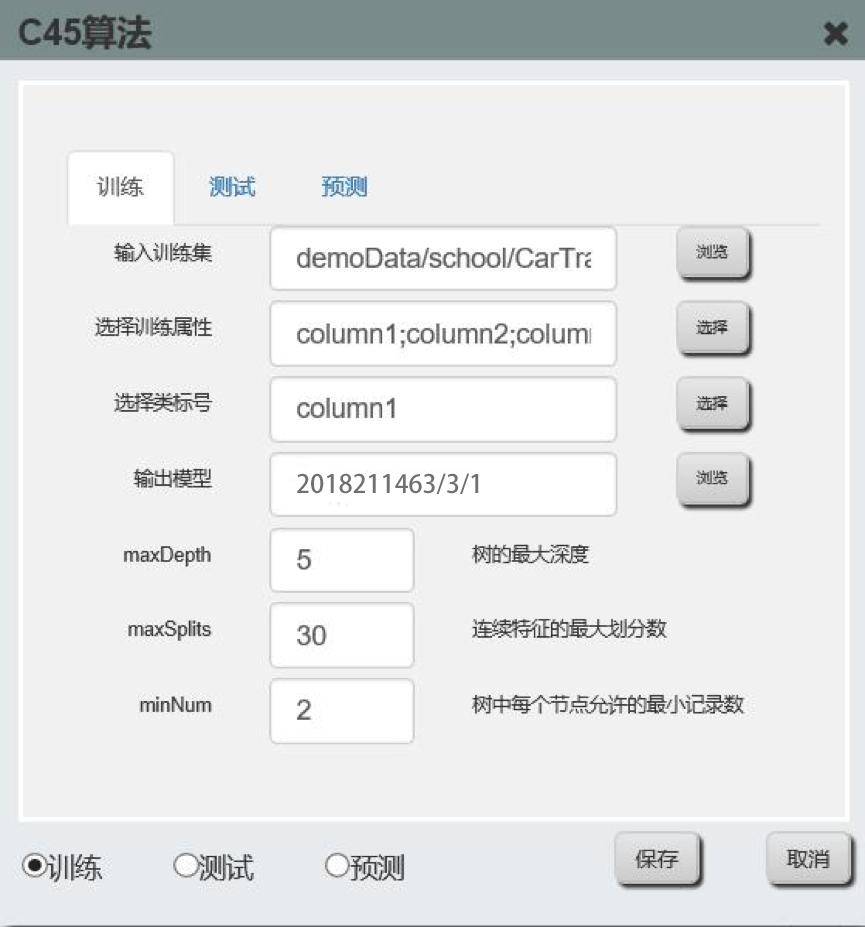 C45算法
训练 测试 预测
输入训练集 demoData/school/CarTra 浏览
选择训练属性 column1;column2;colum 选择
选择类标号 column1 选择
输出模型 2018211463/3/1 浏览
maxDepth 5 树的最大深度
maxSplits 30 连续特征的最大划分数
minNum 2 树中每个节点允许的最小记录数
训练 测试 预测 保存 取消